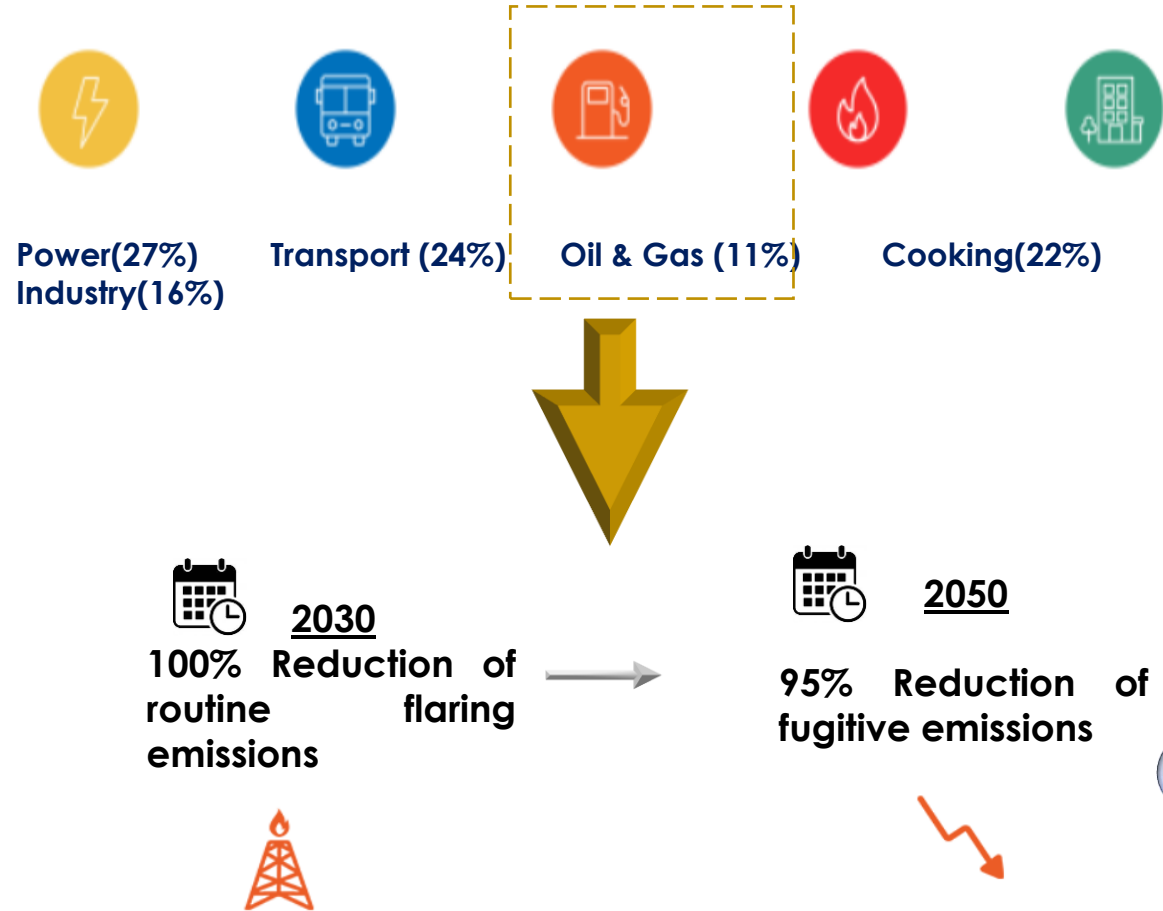 Power(27%) Transport (24%) Oil & Gas (11%) Cooking(22%)
Industry(16%)
2030
100% Reduction of
routine flaring
emissions
2050
95% Reduction of
fugitive emissions